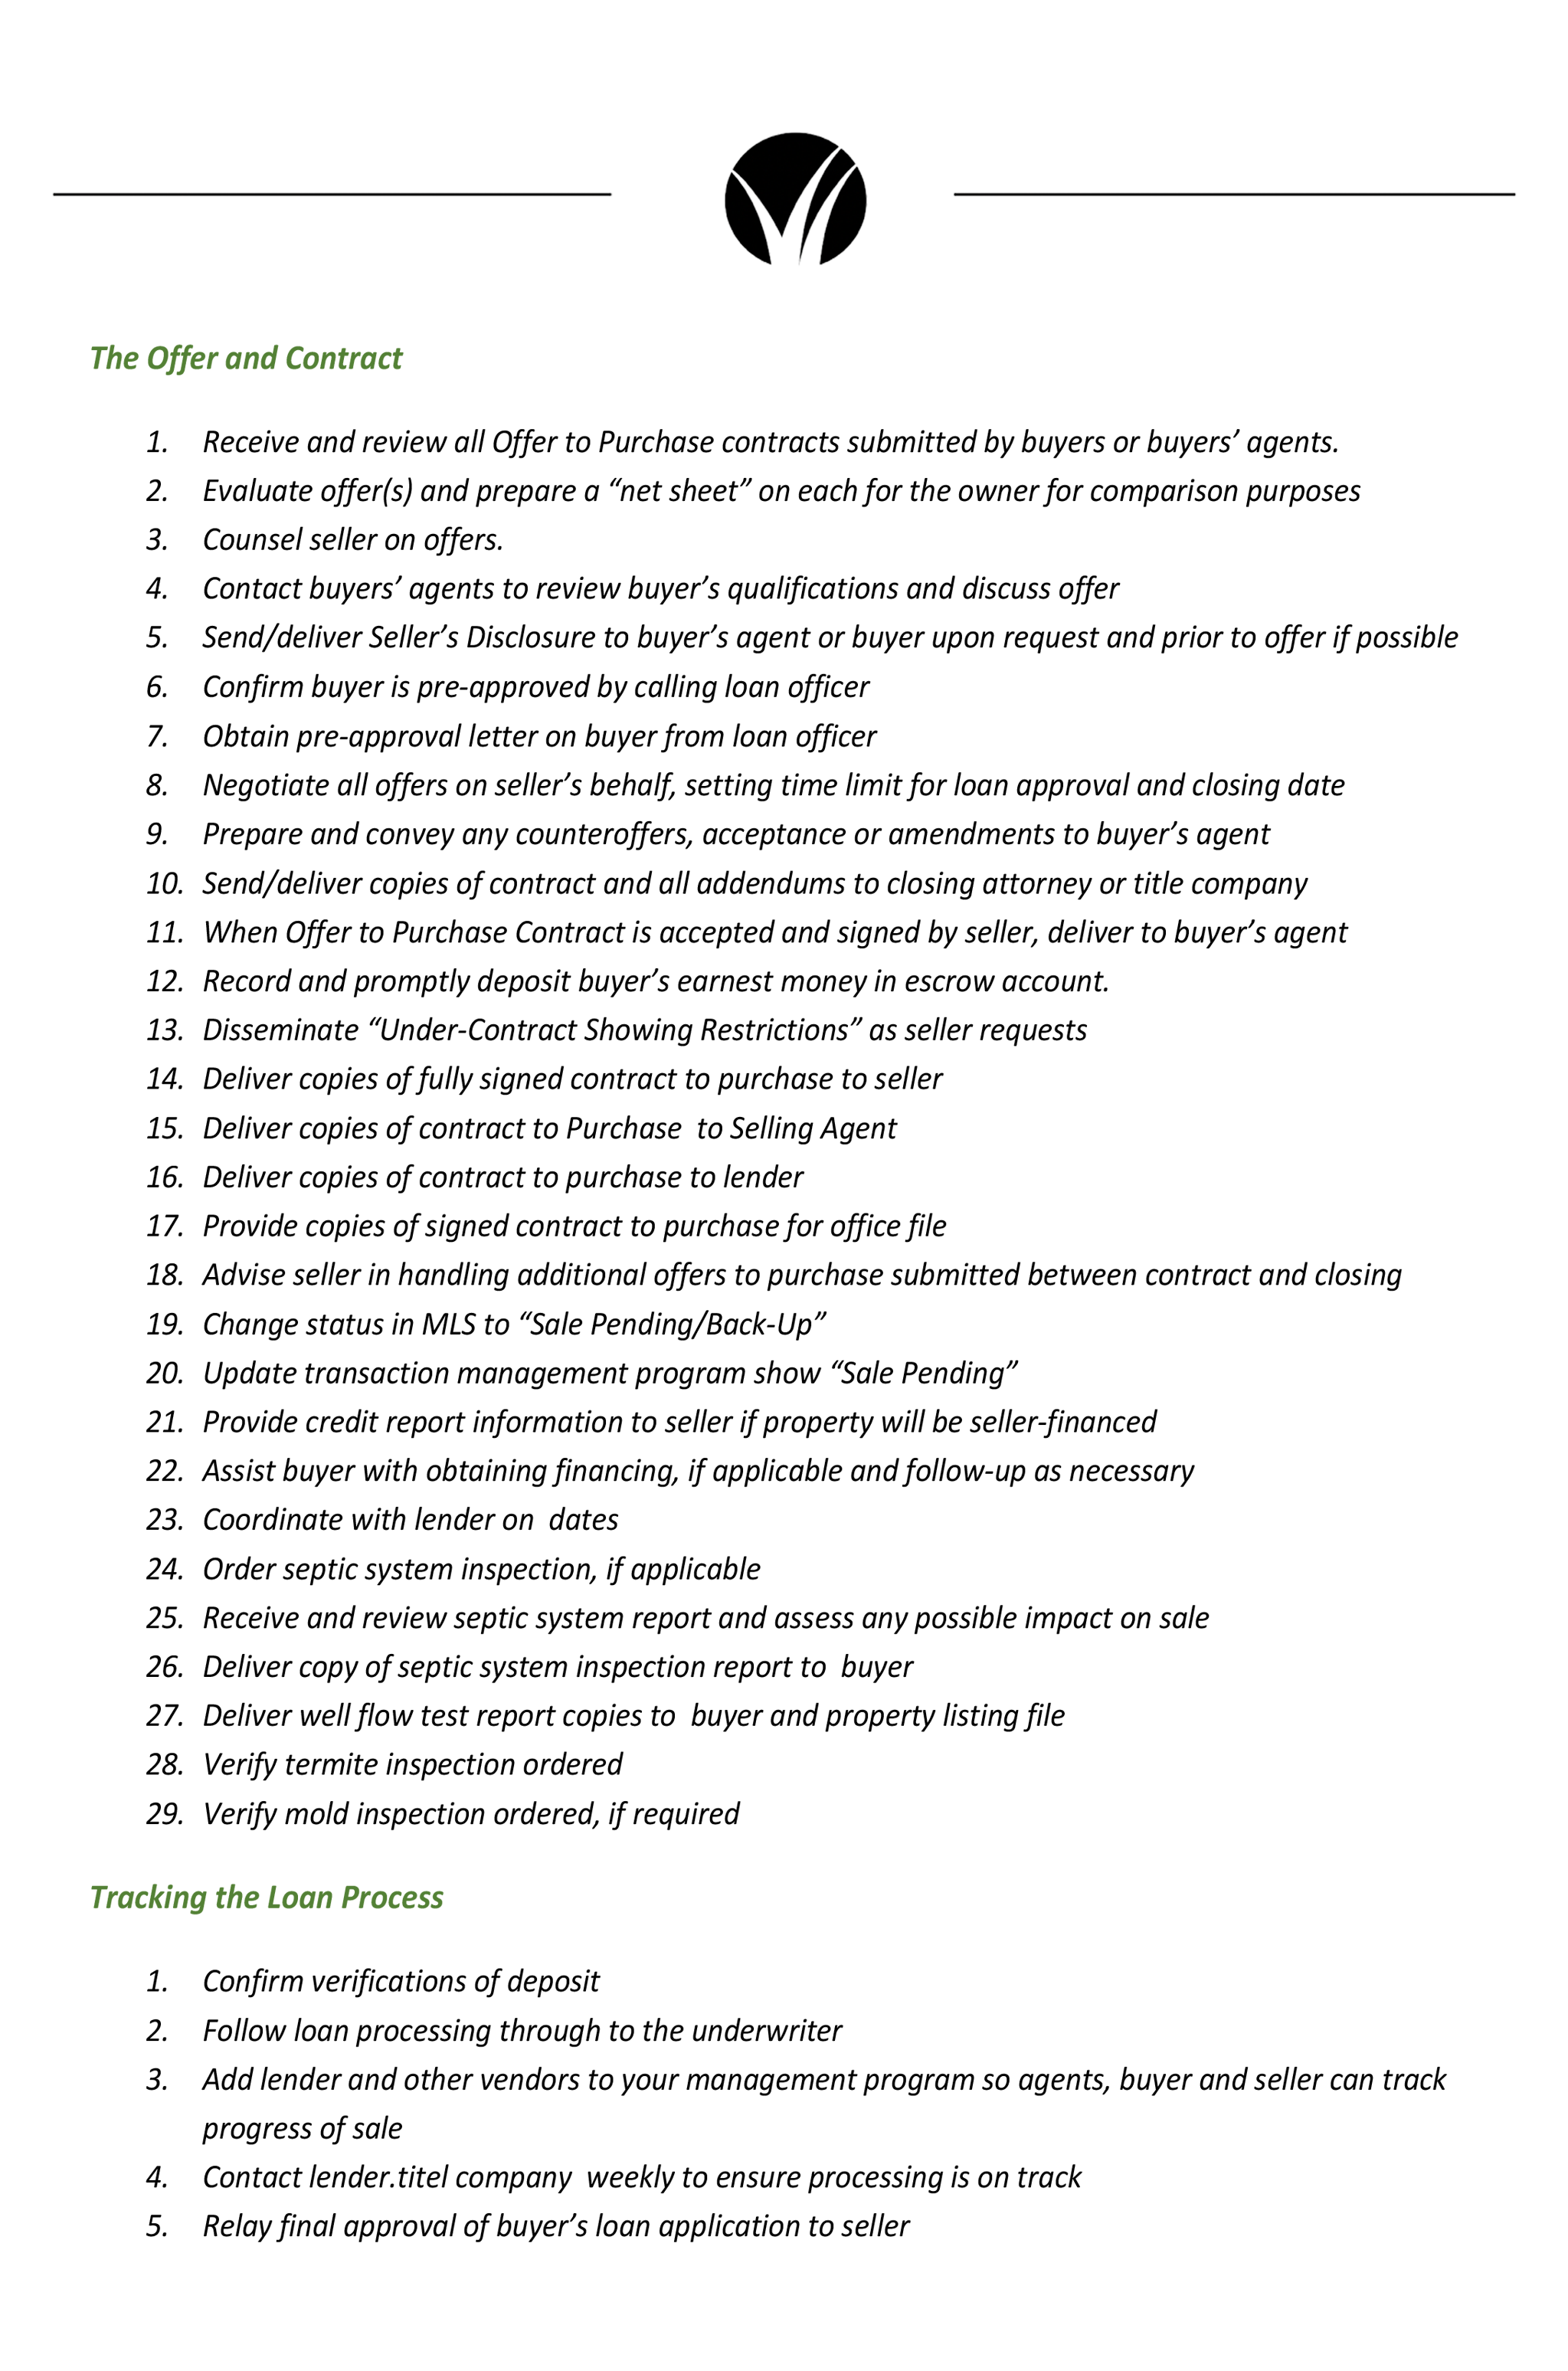 The Offer and Contract
1. Receive and review all Offer to Purchase contracts submitted by buyers or buyers’ agents.
2. Evaluate offer(s) and prepare a “net sheet” on each for the owner for comparison purposes
3. Counsel seller on offers.
4. Contact buyers’ agents to review buyer’s qualifications and discuss offer
5. Send/deliver Seller’s Disclosure to buyer’s agent or buyer upon request and prior to offer if possible
6. Confirm buyer is pre-approved by calling loan officer
7. Obtain pre-approval letter on buyer from loan officer
8. Negotiate all offers on seller’s behalf, setting time limit for loan approval and closing date
9. Prepare and convey any counteroffers, acceptance or amendments to buyer’s agent
10. Send/deliver copies of contract and all addendums to closing attorney or title company
11. When Offer to Purchase Contract is accepted and signed by seller, deliver to buyer’s agent
12. Record and promptly deposit buyer’s earnest money in escrow account.
13. Disseminate “Under-Contract Showing Restrictions” as seller requests
14. Deliver copies of fully signed contract to purchase to seller
15. Deliver copies of contract to Purchase  to Selling Agent
16. Deliver copies of contract to purchase to lender
17. Provide copies of signed contract to purchase for office file
18. Advise seller in handling additional offers to purchase submitted between contract and closing
19. Change status in MLS to “Sale Pending/Back-Up”
20. Update transaction management program show “Sale Pending”
21. Provide credit report information to seller if property will be seller-financed
22. Assist buyer with obtaining financing, if applicable and follow-up as necessary
23. Coordinate with lender on  dates
24. Order septic system inspection, if applicable
25. Receive and review septic system report and assess any possible impact on sale
26. Deliver copy of septic system inspection report to  buyer
27. Deliver well flow test report copies to  buyer and property listing file
28. Verify termite inspection ordered
29. Verify mold inspection ordered, if required
Tracking the Loan Process
1. Confirm verifications of deposit
2. Follow loan processing through to the underwriter
3. Add lender and other vendors to your management program so agents, buyer and seller can track
progress of sale
4. Contact lender.titel company  weekly to ensure processing is on track
5. Relay final approval of buyer’s loan application to seller